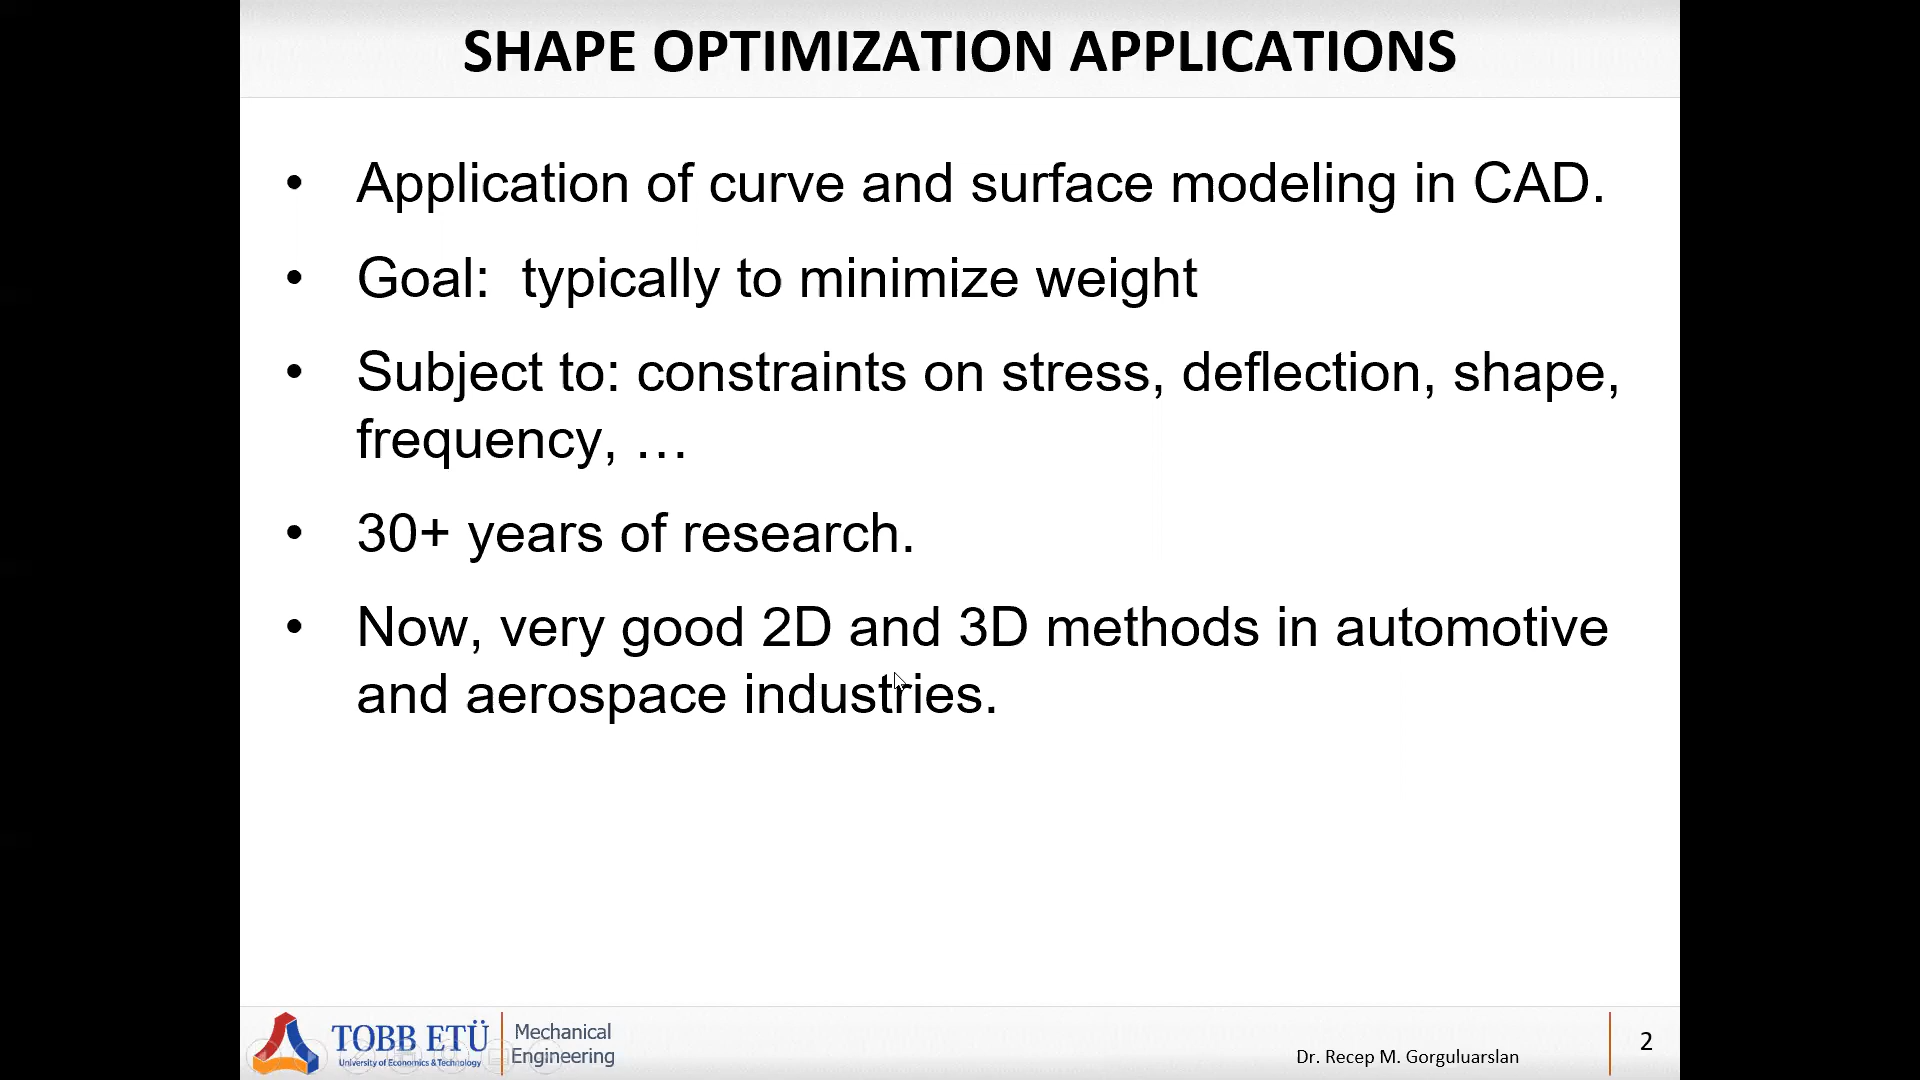 SHAPE OPTIMIZATION APPLICATIONS
• Application of curve and surface modeling in CAD.
• Goal: typically to minimize weight
• Subject to: constraints on stress, deflection, shape,
frequency, …
• 30+ years of research.
• Now, very good 2D and 3D methods in automotive
and aerospace industries.
TOBB ETÜ
University of Economics & Technology
Mechanical
Engineering
Dr. Recep M. Gorguluarslan
2